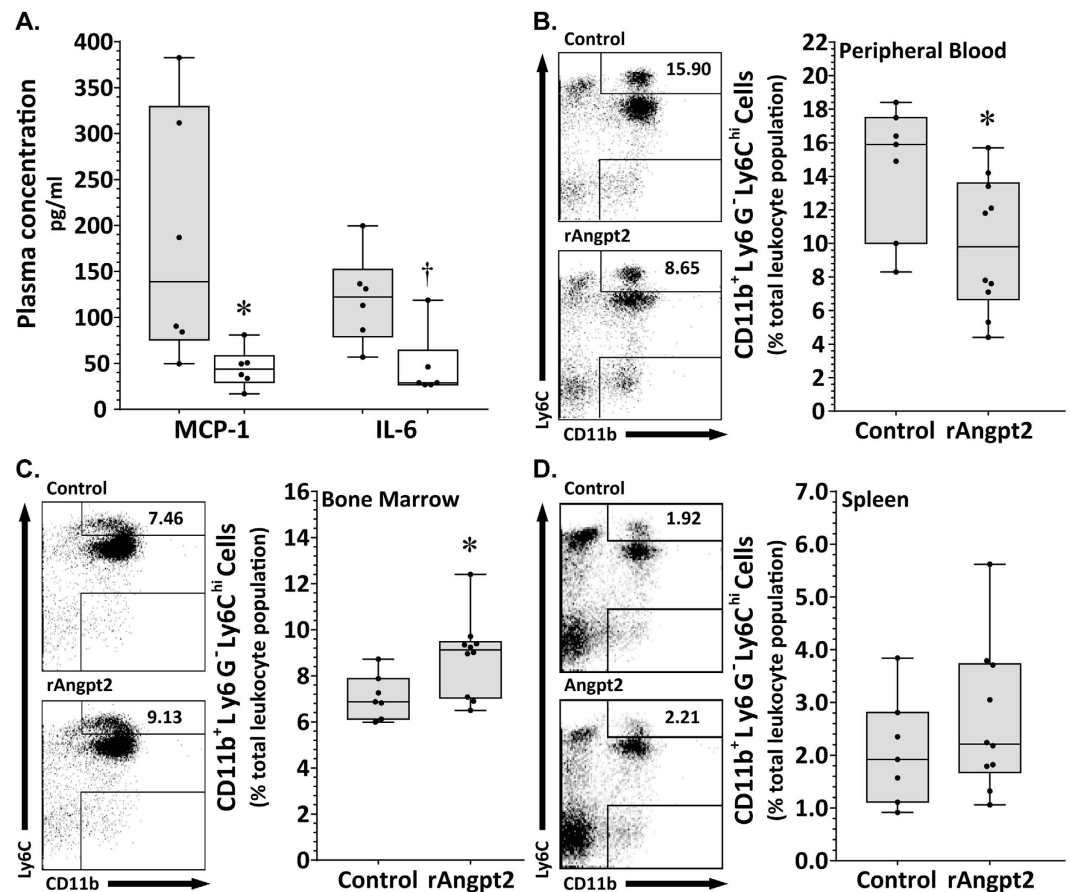 A.
Plasma concentration
pg/ml
400
350
300
250
200
150
100
50
0
*
†
MCP-1
IL-6
B.
Control
15.90
rAngpt2
8.65
Ly6C
CD11b
CD11b⁺Ly6G⁻Ly6Cʰⁱ Cells
(% total leukocyte population)
Peripheral Blood
22
20
18
16
14
12
10
8
6
4
2
0
*
Control rAngpt2
C.
Control
7.46
rAngpt2
9.13
Ly6C
CD11b
CD11b⁺Ly6G⁻Ly6Cʰⁱ Cells
(% total leukocyte population)
Bone Marrow
16
14
12
10
8
6
4
2
0
*
Control rAngpt2
D.
Control
1.92
Angpt2
2.21
Ly6C
CD11b
CD11b⁺Ly6G⁻Ly6Cʰⁱ Cells
(% total leukocyte population)
Spleen
7.0
6.0
5.0
4.0
3.0
2.0
1.0
0.0
Control rAngpt2